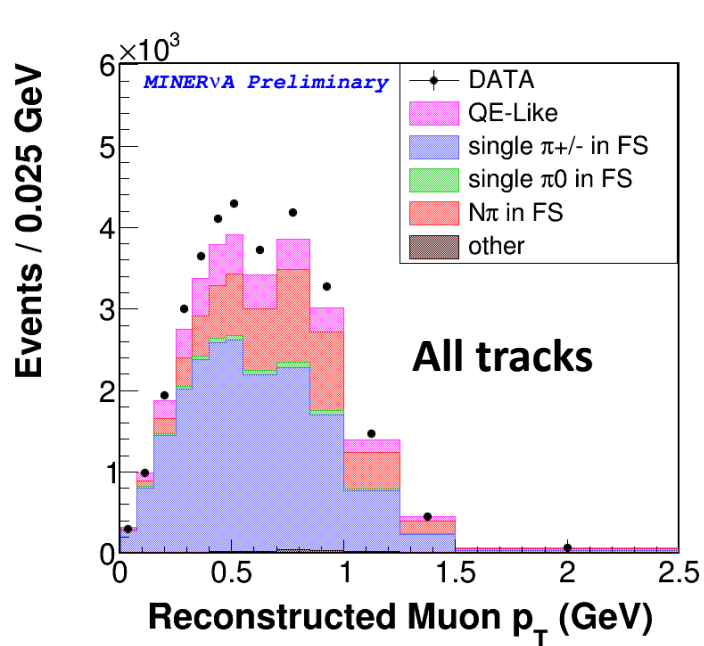 ×10³
MINERνA Preliminary
DATA
QE-Like
single π+/- in FS
single π0 in FS
Nπ in FS
other
All tracks
Events / 0.025 GeV
6
5
4
3
2
1
0
0 0.5 1 1.5 2 2.5
Reconstructed Muon p_T (GeV)